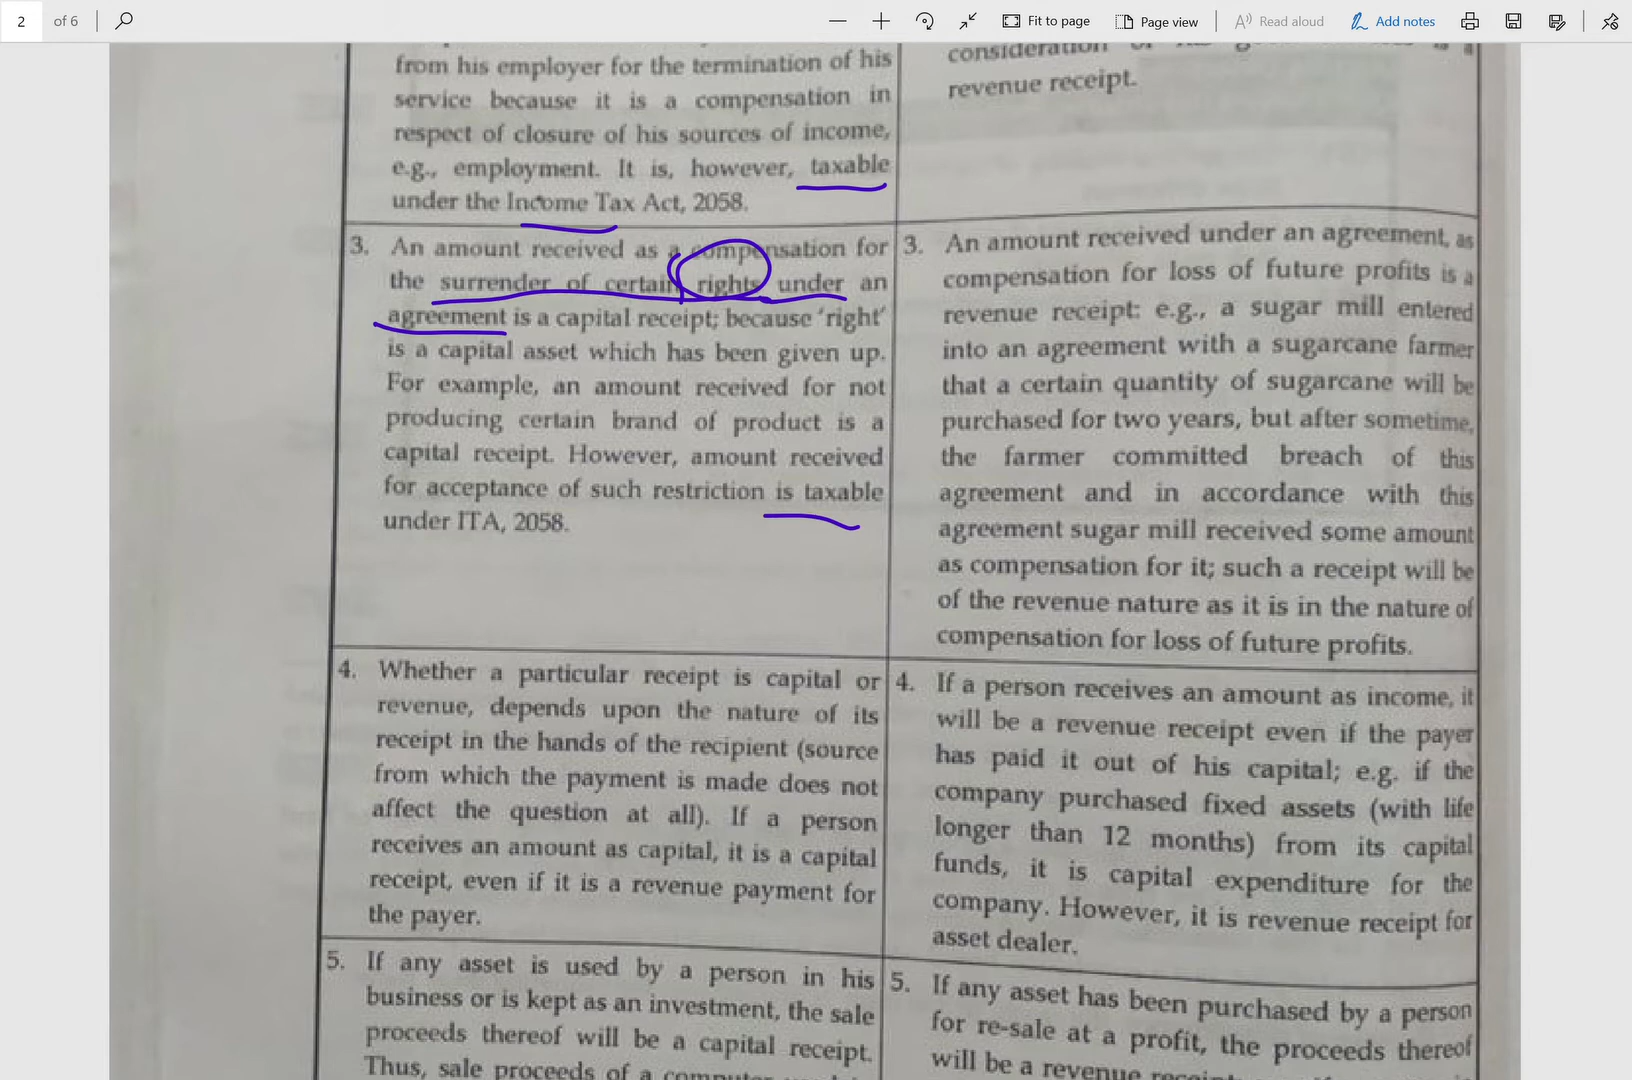 2 of 6 Fit to page Page view Read aloud Add notes
from his employer for the termination of his
service because it is a compensation in
respect of closure of his sources of income,
e.g., employment. It is, however, taxable
under the Income Tax Act, 2058.
consideration
revenue receipt.
3. An amount received as a compensation for
the surrender of certain rights under an
agreement is a capital receipt; because 'right'
is a capital asset which has been given up.
For example, an amount received for not
producing certain brand of product is a
capital receipt. However, amount received
for acceptance of such restriction is taxable
under ITA, 2058.
3. An amount received under an agreement, as
compensation for loss of future profits is a
revenue receipt: e.g., a sugar mill entered
into an agreement with a sugarcane farmer
that a certain quantity of sugarcane will be
purchased for two years, but after sometime,
the farmer committed breach of this
agreement and in accordance with this
agreement sugar mill received some amount
as compensation for it; such a receipt will be
of the revenue nature as it is in the nature of
compensation for loss of future profits.
4. Whether a particular receipt is capital or
revenue, depends upon the nature of its
receipt in the hands of the recipient (source
from which the payment is made does not
affect the question at all). If a person
receives an amount as capital, it is a capital
receipt, even if it is a revenue payment for
the payer.
4. If a person receives an amount as income, it
will be a revenue receipt even if the payer
has paid it out of his capital; e.g. if the
company purchased fixed assets (with life
longer than 12 months) from its capital
funds, it is capital expenditure for the
company. However, it is revenue receipt for
asset dealer.
5. If any asset is used by a person in his
business or is kept as an investment, the sale
proceeds thereof will be a capital receipt.
Thus, sale proceeds of a computer
5. If any asset has been purchased by a person
for re-sale at a profit, the proceeds thereof
will be a revenue